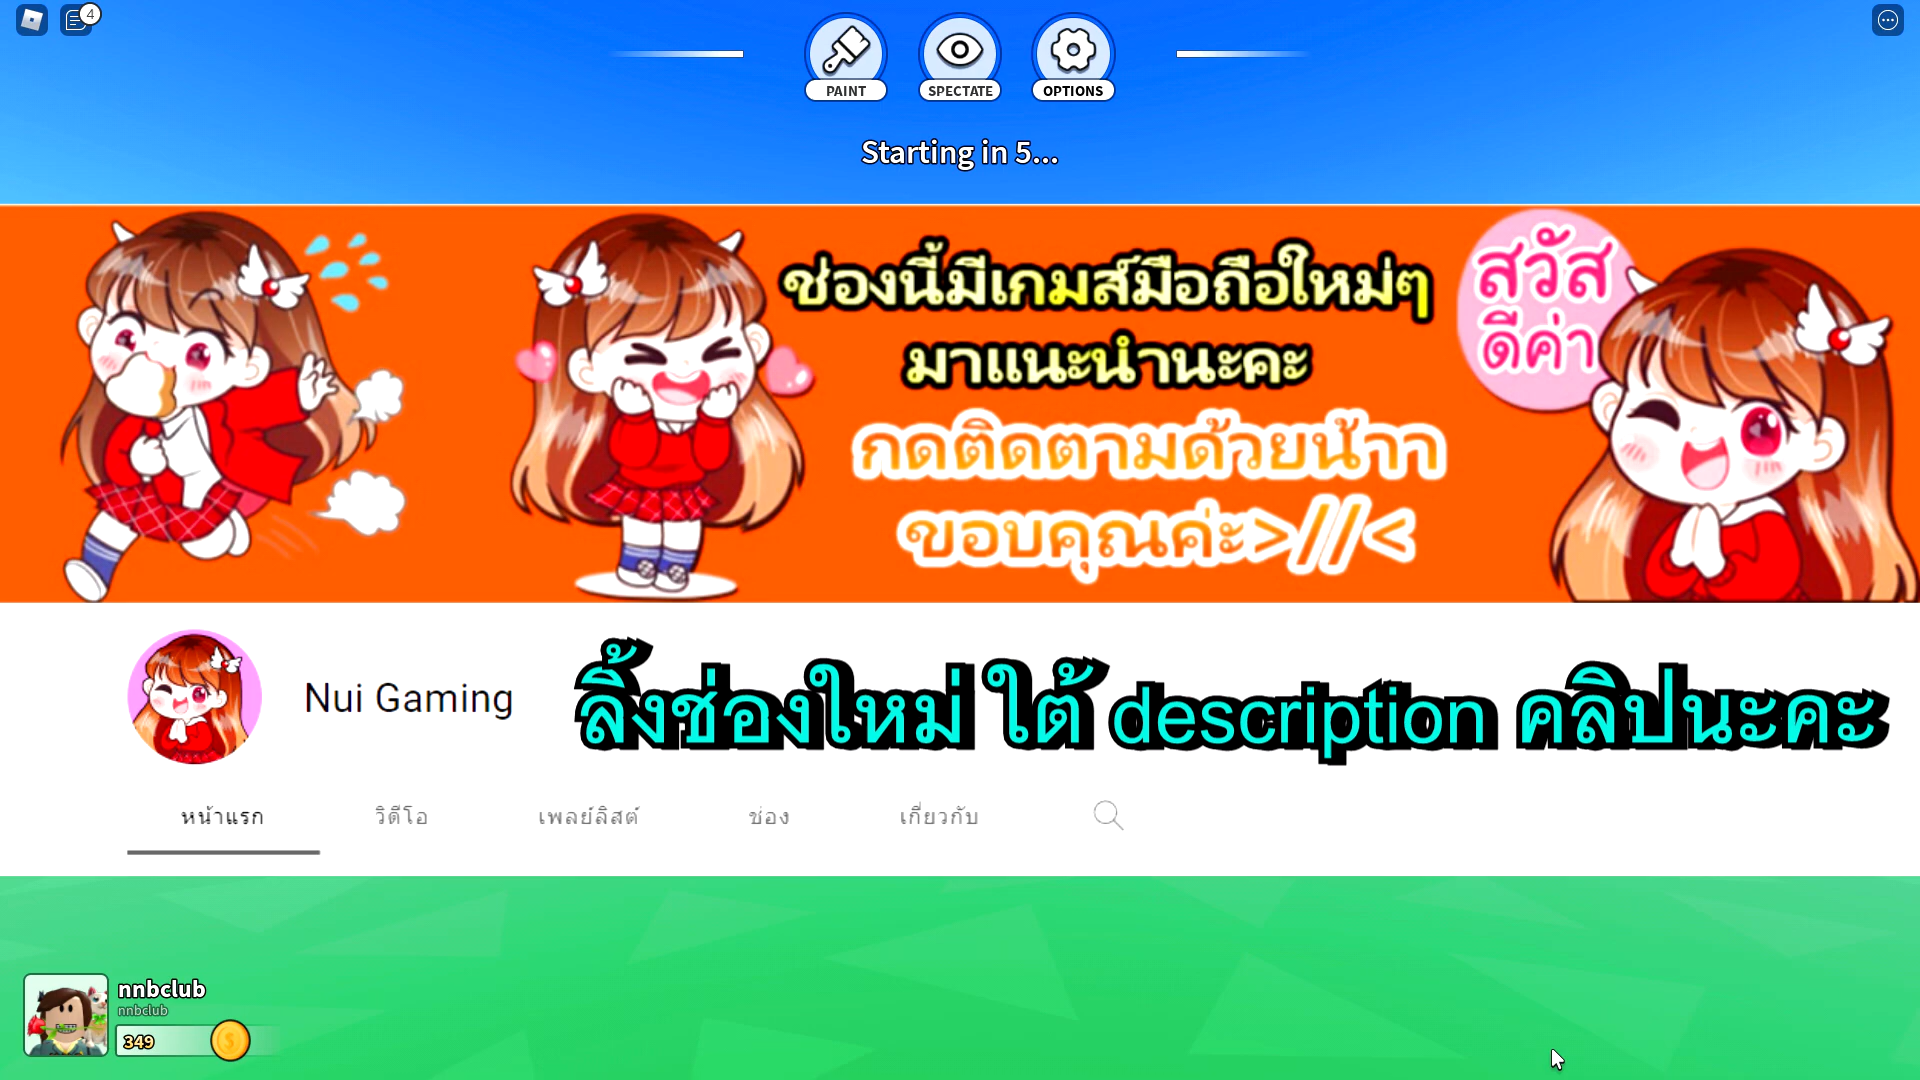 4
PAINT
SPECTATE
OPTIONS
Starting in 5...
ช่องนี้มีเกมส์มือถือใหม่ๆ
มาแนะนำนะคะ
กดติดตามด้วยน้าา
ขอบคุณค่ะ>//<
สวัส
ดีค่า
Nui Gaming
ลิ้งช่องใหม่ ใต้ description คลิปนะคะ
หน้าแรก
วิดีโอ
เพลย์ลิสต์
ช่อง
เกี่ยวกับ
nnbclub
nnbclub
349